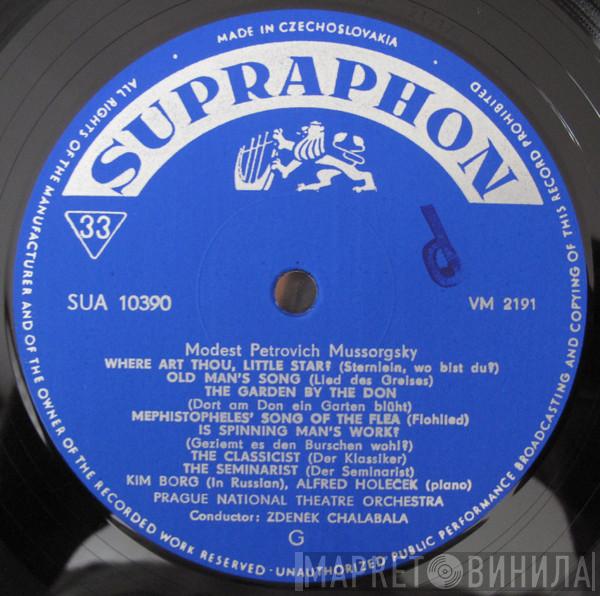 MADE IN CZECHOSLOVAKIA
ALL RIGHTS OF THE MANUFACTURER AND OF THE OWNER OF THE RECORDED WORK RESERVED - UNAUTHORIZED PUBLIC PERFORMANCE BROADCASTING AND COPYING OF THIS RECORD PROHIBITED
SUPRAPHON
33
SUA 10390
VM 2191
Modest Petrovich Mussorgsky
WHERE ART THOU, LITTLE STAR? (Sternlein, wo bist du?)
OLD MAN'S SONG (Lied des Greises)
THE GARDEN BY THE DON
(Dort am Don ein Garten blüht)
MEPHISTOPHELES' SONG OF THE FLEA (Flohlied)
IS SPINNING MAN'S WORK?
(Geziemt es den Burschen wohl?)
THE CLASSICIST (Der Klassiker)
THE SEMINARIST (Der Seminarist)
KIM BORG (in Russian), ALFRED HOLEČEK (piano)
PRAGUE NATIONAL THEATRE ORCHESTRA
Conductor: ZDENĚK CHALABALA
G
МАРКЕТ ВИНИЛА